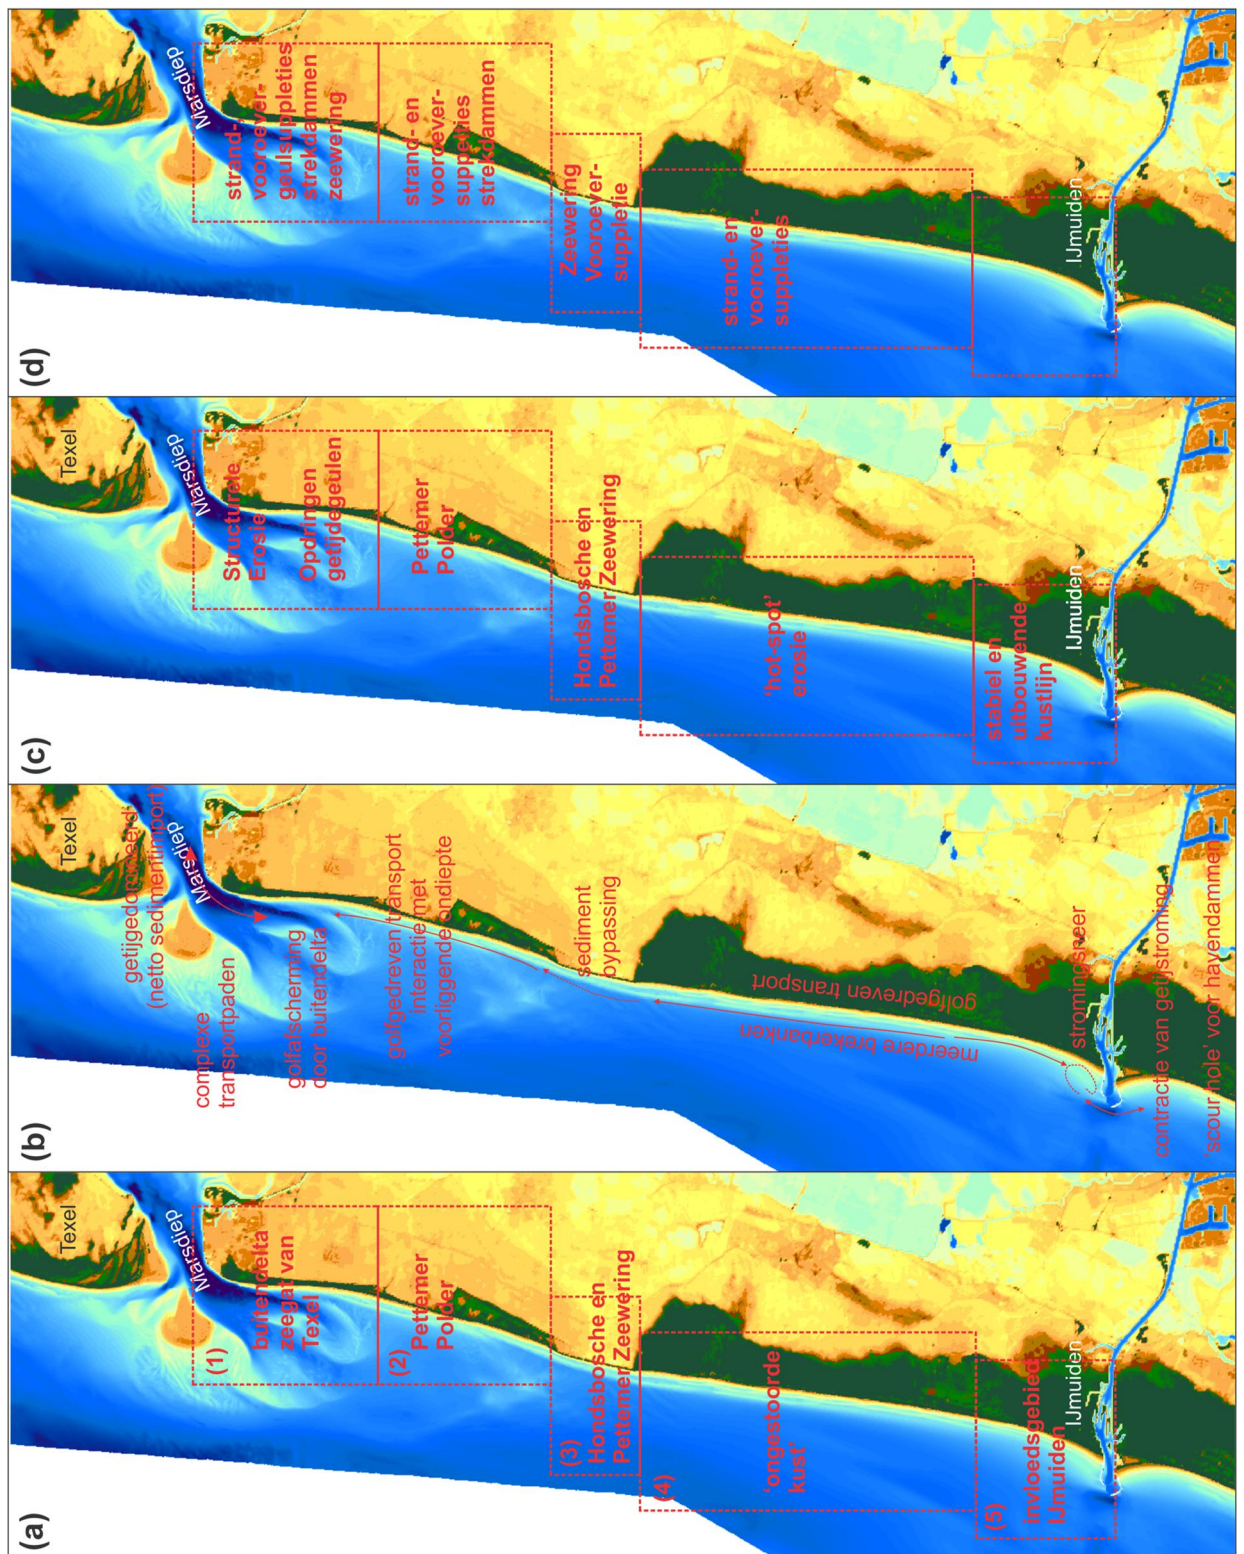 (a)
Texel
Marsdiep
(1)
buitendelta
zeegat van
Texel
(2)
Pettemer
Polder
(3)
Hondsbosche en
Pettemer Zeewering
(4)
'ongestoorde
kust'
(5)
invloedsgebied
IJmuiden
IJmuiden
(b)
Texel
Marsdiep
getijgedomineerd
(netto sedimentimport)
complexe
transportpaden
golfafscherming
door buitendelta
golfgedreven transport
interactie met
voorliggende ondiepte
sediment
bypassing
golfgedreven transport
meerdere brekerbanken
stromingsneer
contractie van getijstroming
'scour hole' voor havendammen
(c)
Texel
Marsdiep
Structurele
Erosie
Opdringen
getijdegeulen
Pettemer
Polder
Hondsbosche en
Pettemer Zeewering
'hot-spot'
erosie
stabiel en
uitbouwende
kustlijn
IJmuiden
(d)
Marsdiep
strand-
vooroever-
geulsuppleties
strekdammen
zeewering
strand- en
vooroever-
suppeties
strekdammen
Zeewering
Vooroever-
suppletie
strand- en
vooroever-
suppleties
IJmuiden